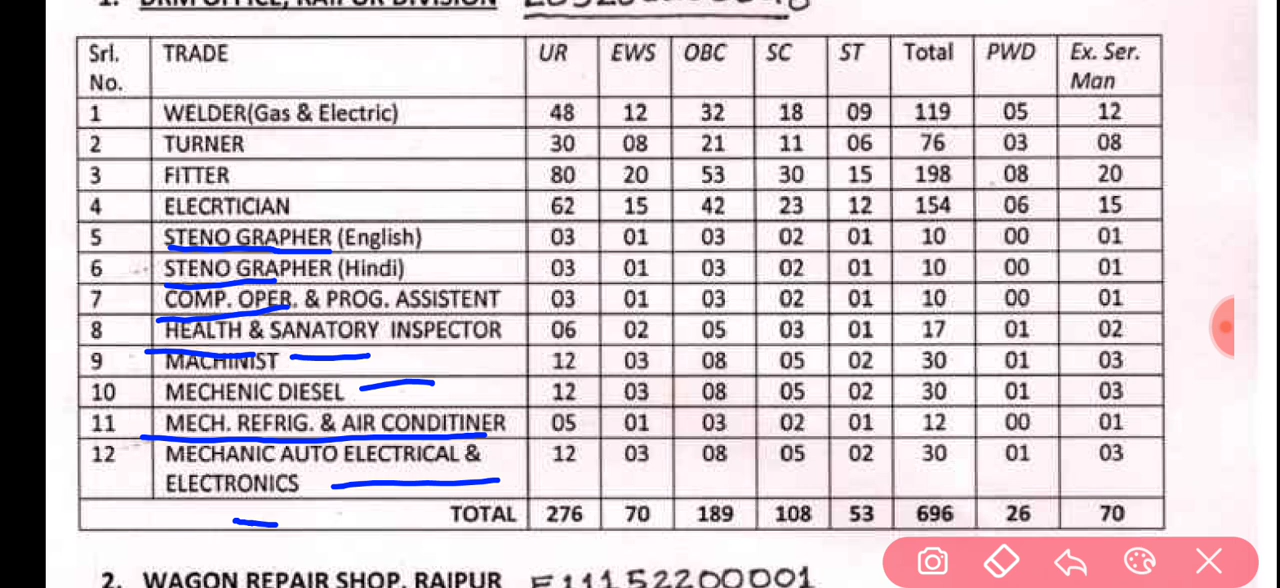 DRM OFFICE, RAIPUR DIVISION
Srl. No. TRADE UR EWS OBC SC ST Total PWD Ex. Ser. Man
1 WELDER(Gas & Electric) 48 12 32 18 09 119 05 12
2 TURNER 30 08 21 11 06 76 03 08
3 FITTER 80 20 53 30 15 198 08 20
4 ELECRTICIAN 62 15 42 23 12 154 06 15
5 STENO GRAPHER (English) 03 01 03 02 01 10 00 01
6 STENO GRAPHER (Hindi) 03 01 03 02 01 10 00 01
7 COMP. OPER. & PROG. ASSISTENT 03 01 03 02 01 10 00 01
8 HEALTH & SANATORY INSPECTOR 06 02 05 03 01 17 01 02
9 MACHINIST 12 03 08 05 02 30 01 03
10 MECHENIC DIESEL 12 03 08 05 02 30 01 03
11 MECH. REFRIG. & AIR CONDITINER 05 01 03 02 01 12 00 01
12 MECHANIC AUTO ELECTRICAL & 12 03 08 05 02 30 01 03
ELECTRONICS
TOTAL 276 70 189 108 53 696 26 70
2. WAGON REPAIR SHOP, RAIPUR E11152200001